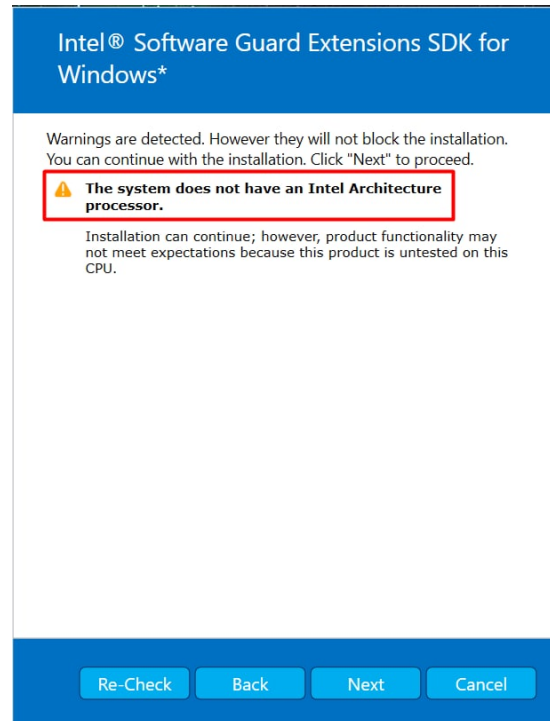 Intel® Software Guard Extensions SDK for
Windows*
Warnings are detected. However they will not block the installation.
You can continue with the installation. Click "Next" to proceed.
The system does not have an Intel Architecture
processor.
Installation can continue; however, product functionality may
not meet expectations because this product is untested on this
CPU.
Re-Check
Back
Next
Cancel